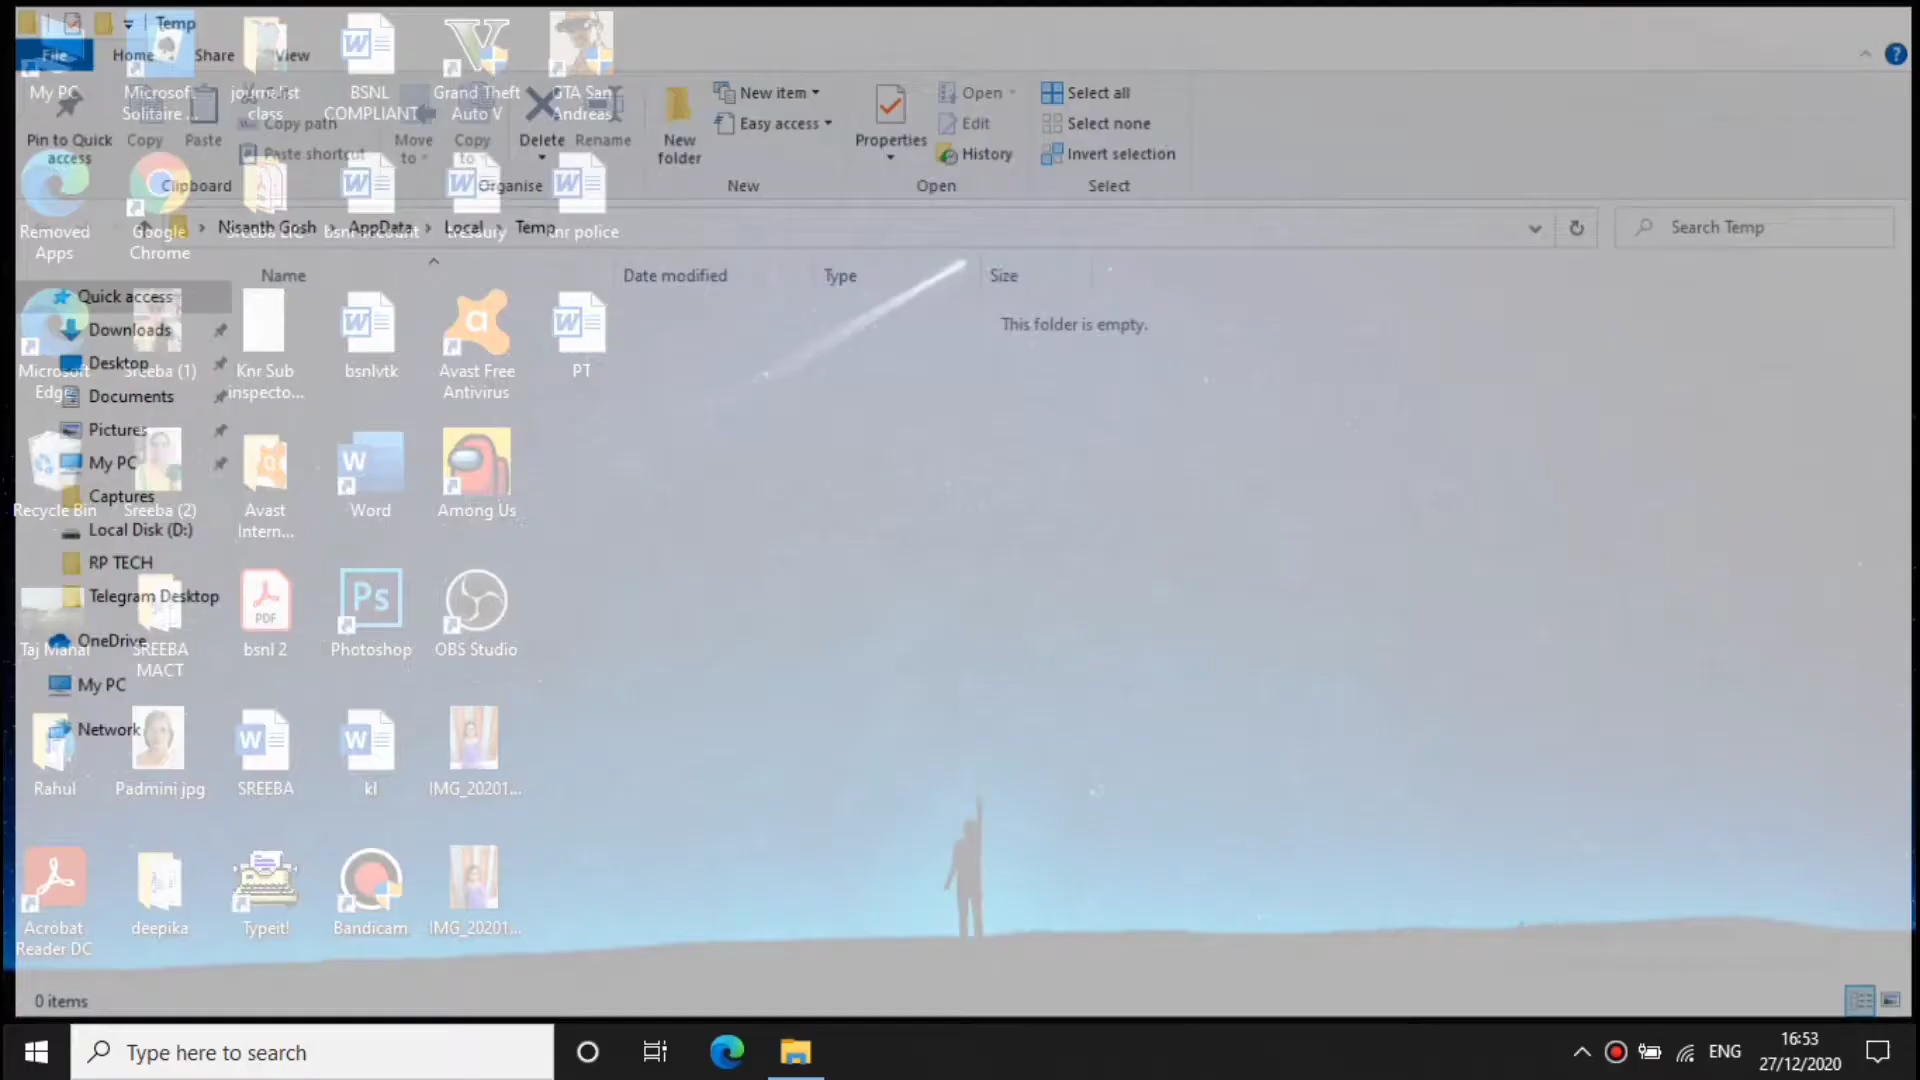 Temp
File
Home
Share
View
My PC
Microsoft
Solitaire ...
journalist
class
BSNL
COMPLIANT
Grand Theft
Auto V
GTA San
Andreas
Pin to Quick
access
Copy
Paste
Copy path
Paste shortcut
Move
to
Copy
to
Delete
Rename
New
folder
New item
Easy access
Properties
Open
Edit
History
Select all
Select none
Invert selection
Clipboard
Organise
New
Open
Select
Removed
Apps
Google
Chrome
Nisanth Gosh
AppData
Local
Temp
treasury
knr police
Search Temp
Name
Date modified
Type
Size
This folder is empty.
Quick access
Downloads
Desktop
Documents
Pictures
My PC
Captures
Local Disk (D:)
RP TECH
Telegram Desktop
OneDrive
My PC
Network
Microsoft
Edge
Sreeba (1)
Knr Sub
inspecto...
bsnlvtk
Avast Free
Antivirus
PT
Recycle Bin
Sreeba (2)
Avast
Intern...
Word
Among Us
Taj Mahal
SREEBA
MACT
PDF
bsnl 2
Ps
Photoshop
OBS Studio
Rahul
Padmini jpg
SREEBA
kl
IMG_20201...
Acrobat
Reader DC
deepika
Typeit!
Bandicam
IMG_20201...
0 items
Type here to search
ENG
16:53
27/12/2020